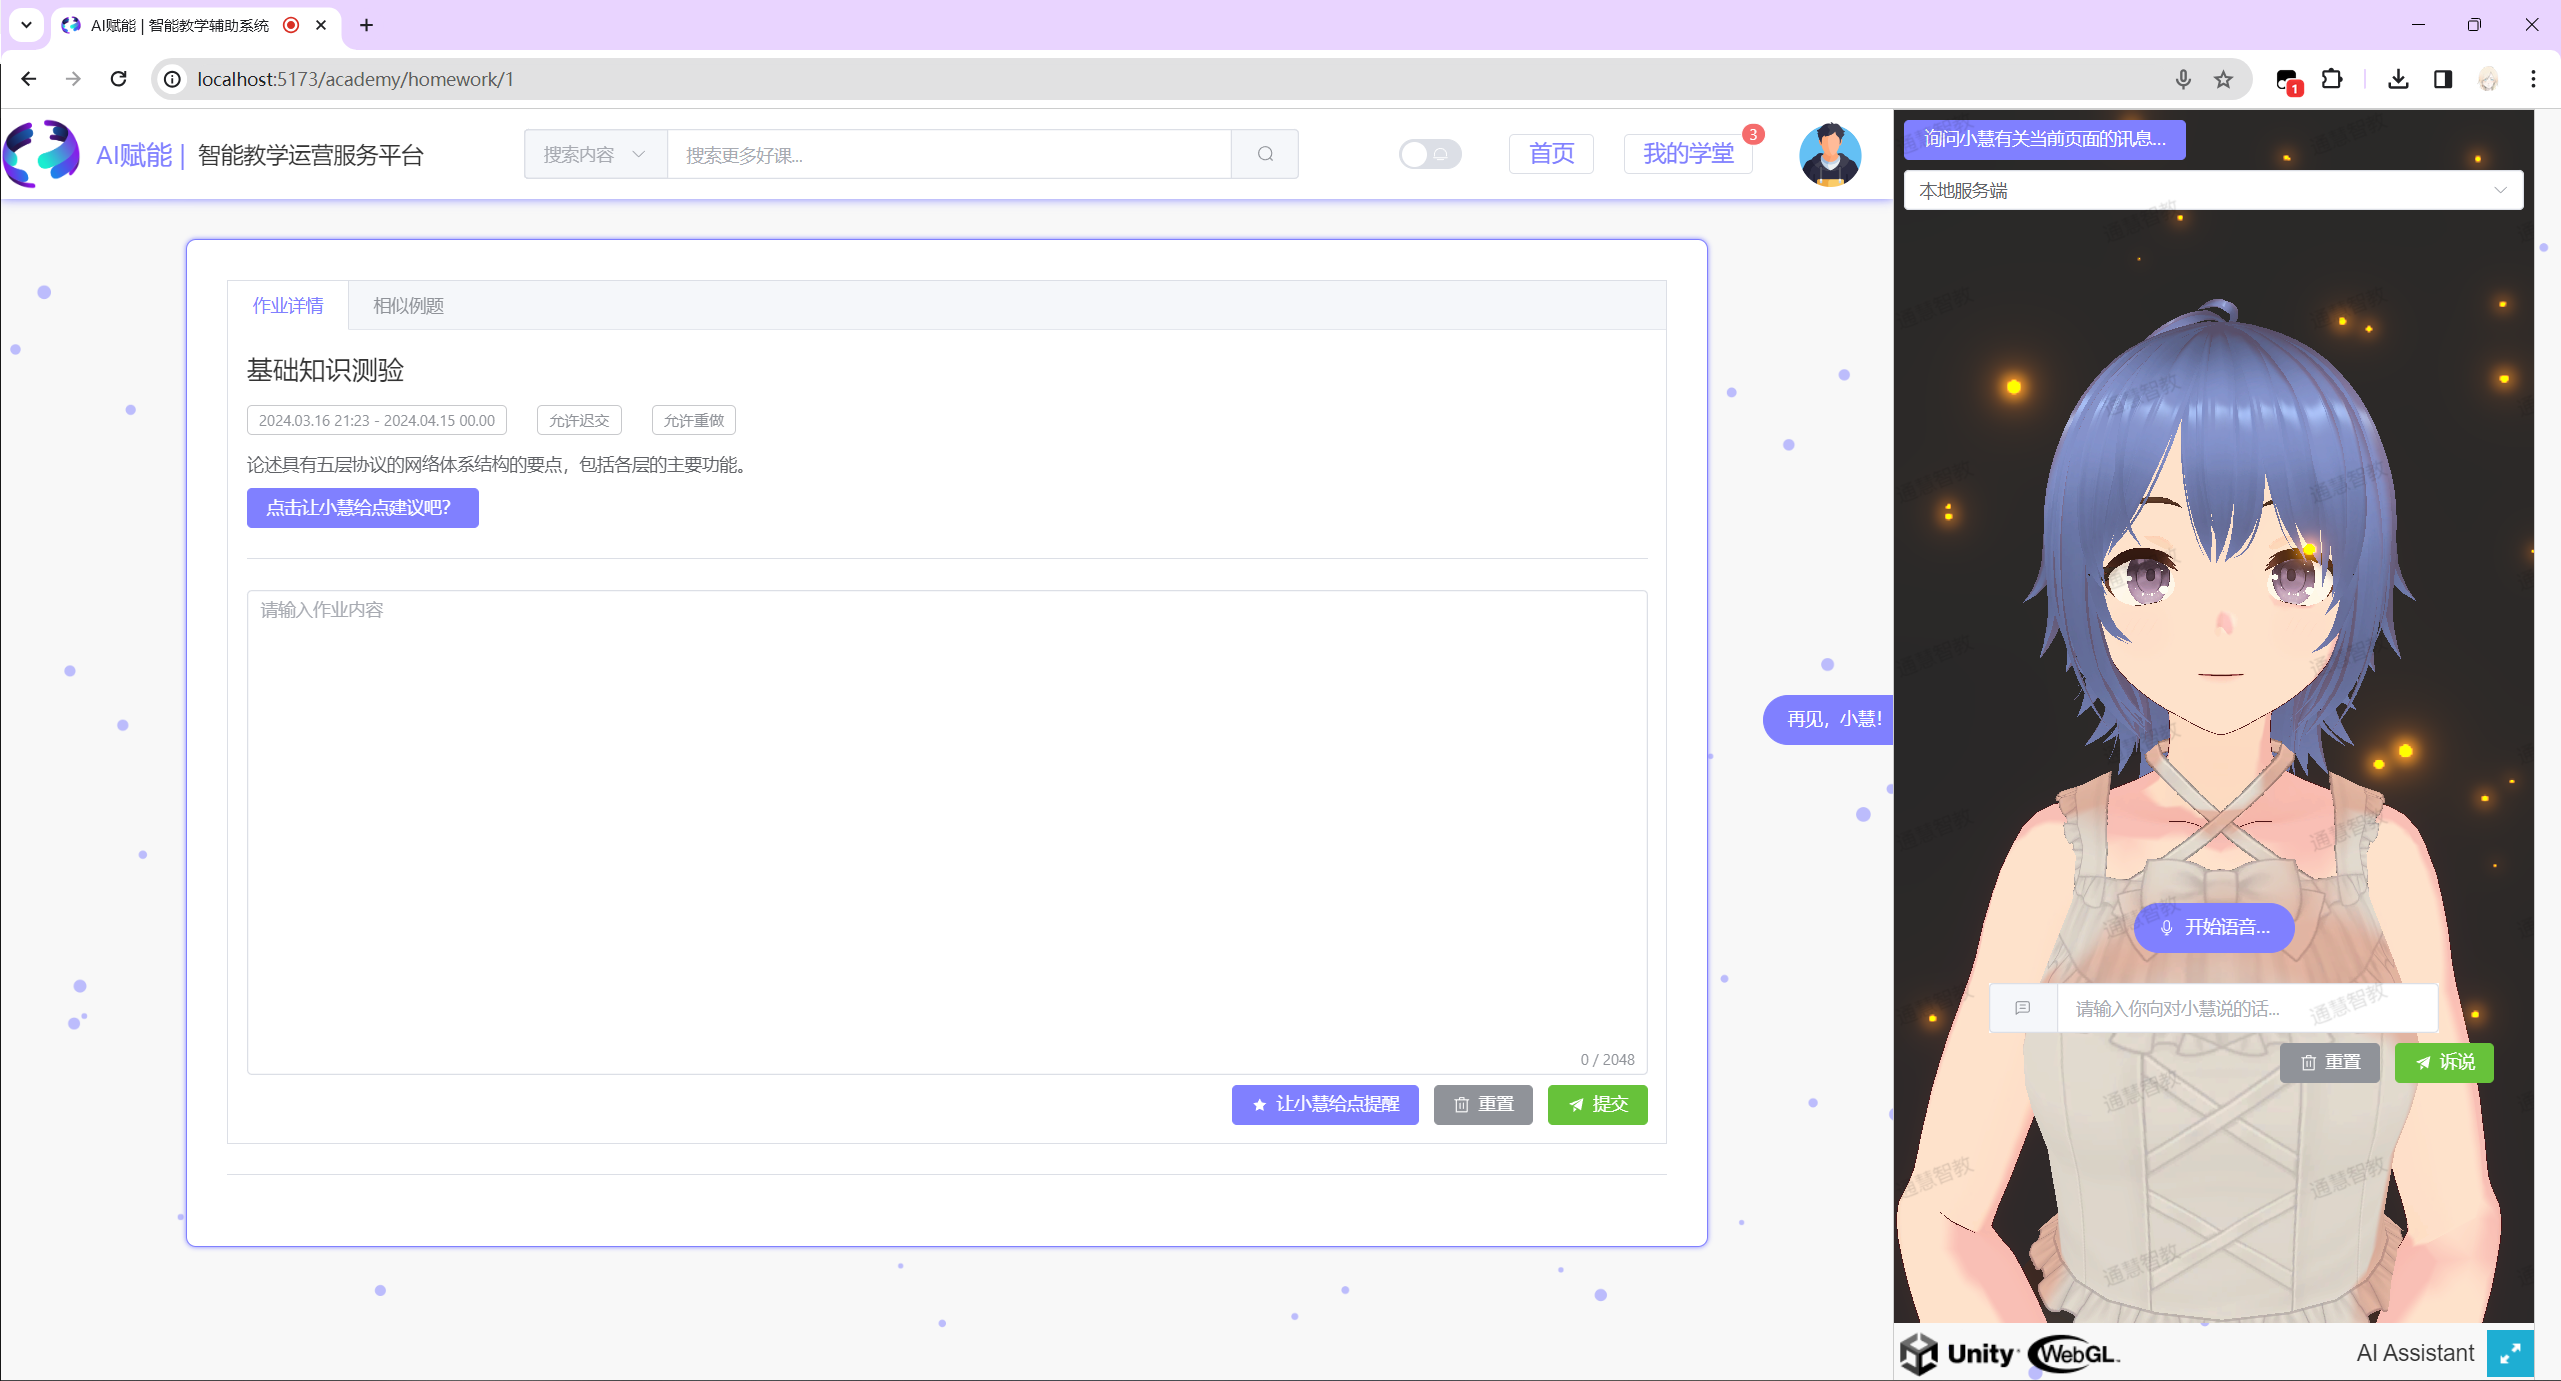 AI赋能 | 智能教学辅助系统
localhost:5173/academy/homework/1
1
AI赋能 | 智能教学运营服务平台
搜索内容
搜索更多好课...
首页
我的学堂
3
作业详情
相似例题
基础知识测验
2024.03.16 21:23 - 2024.04.15 00.00
允许迟交
允许重做
论述具有五层协议的网络体系结构的要点，包括各层的主要功能。
点击让小慧给点建议吧？
请输入作业内容
0 / 2048
让小慧给点提醒
重置
提交
再见，小慧！
询问小慧有关当前页面的讯息...
本地服务端
开始语音...
请输入你向对小慧说的话...
重置
诉说
通慧智教
Unity
WebGL
AI Assistant